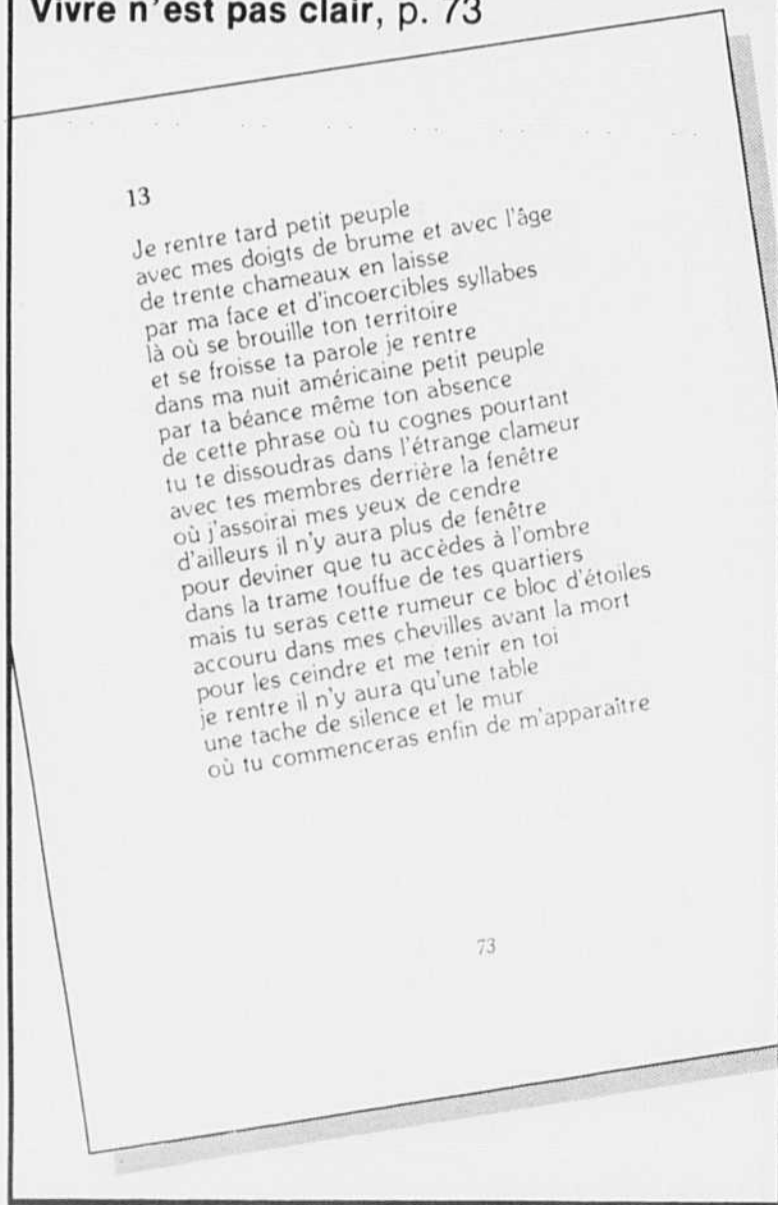 Vivre n'est pas clair, p. 73
13
Je rentre tard petit peuple
avec mes doigts de brume et avec l'âge
de trente chameaux en laisse
par ma face et d'incoercibles syllabes
là où se brouille ton territoire
et se froisse ta parole je rentre
dans ma nuit américaine petit peuple
par ta béance même ton absence
de cette phrase où tu cognes pourtant
tu te dissoudras dans l'étrange clameur
avec tes membres derrière la fenêtre
où j'assoirai mes yeux de cendre
d'ailleurs il n'y aura plus de fenêtre
pour deviner que tu accèdes à l'ombre
dans la trame touffue de tes quartiers
mais tu seras cette rumeur ce bloc d'étoiles
accouru dans mes chevilles avant la mort
pour les ceindre et me tenir en toi
je rentre il n'y aura qu'une table
une tache de silence et le mur
où tu commenceras enfin de m'apparaître
73